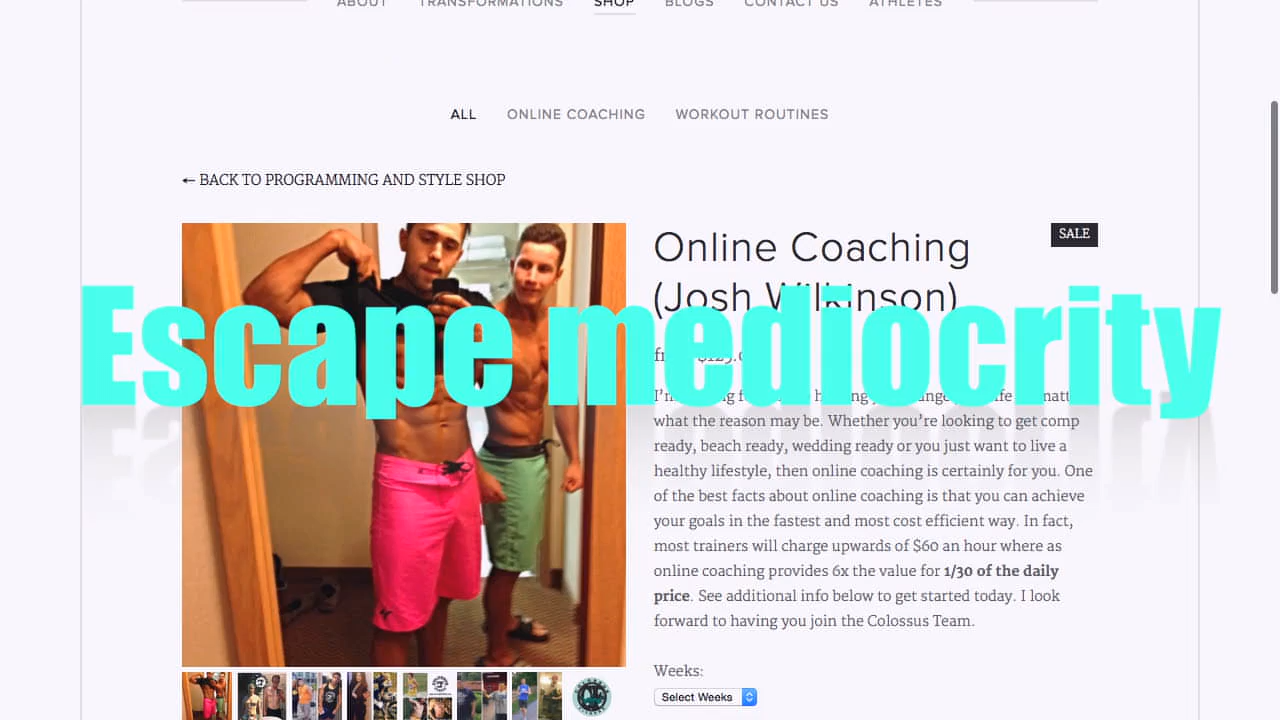 ABOUT TRANSFORMATIONS SHOP BLOGS CONTACT US ATHLETES
ALL ONLINE COACHING WORKOUT ROUTINES
← BACK TO PROGRAMMING AND STYLE SHOP
SALE
Online Coaching
(Josh Wilkinson)
Escape mediocrity
what the reason may be. Whether you're looking to get comp
ready, beach ready, wedding ready or you just want to live a
healthy lifestyle, then online coaching is certainly for you. One
of the best facts about online coaching is that you can achieve
your goals in the fastest and most cost efficient way. In fact,
most trainers will charge upwards of $60 an hour where as
online coaching provides 6x the value for 1/30 of the daily
price. See additional info below to get started today. I look
forward to having you join the Colossus Team.
Weeks:
Select Weeks